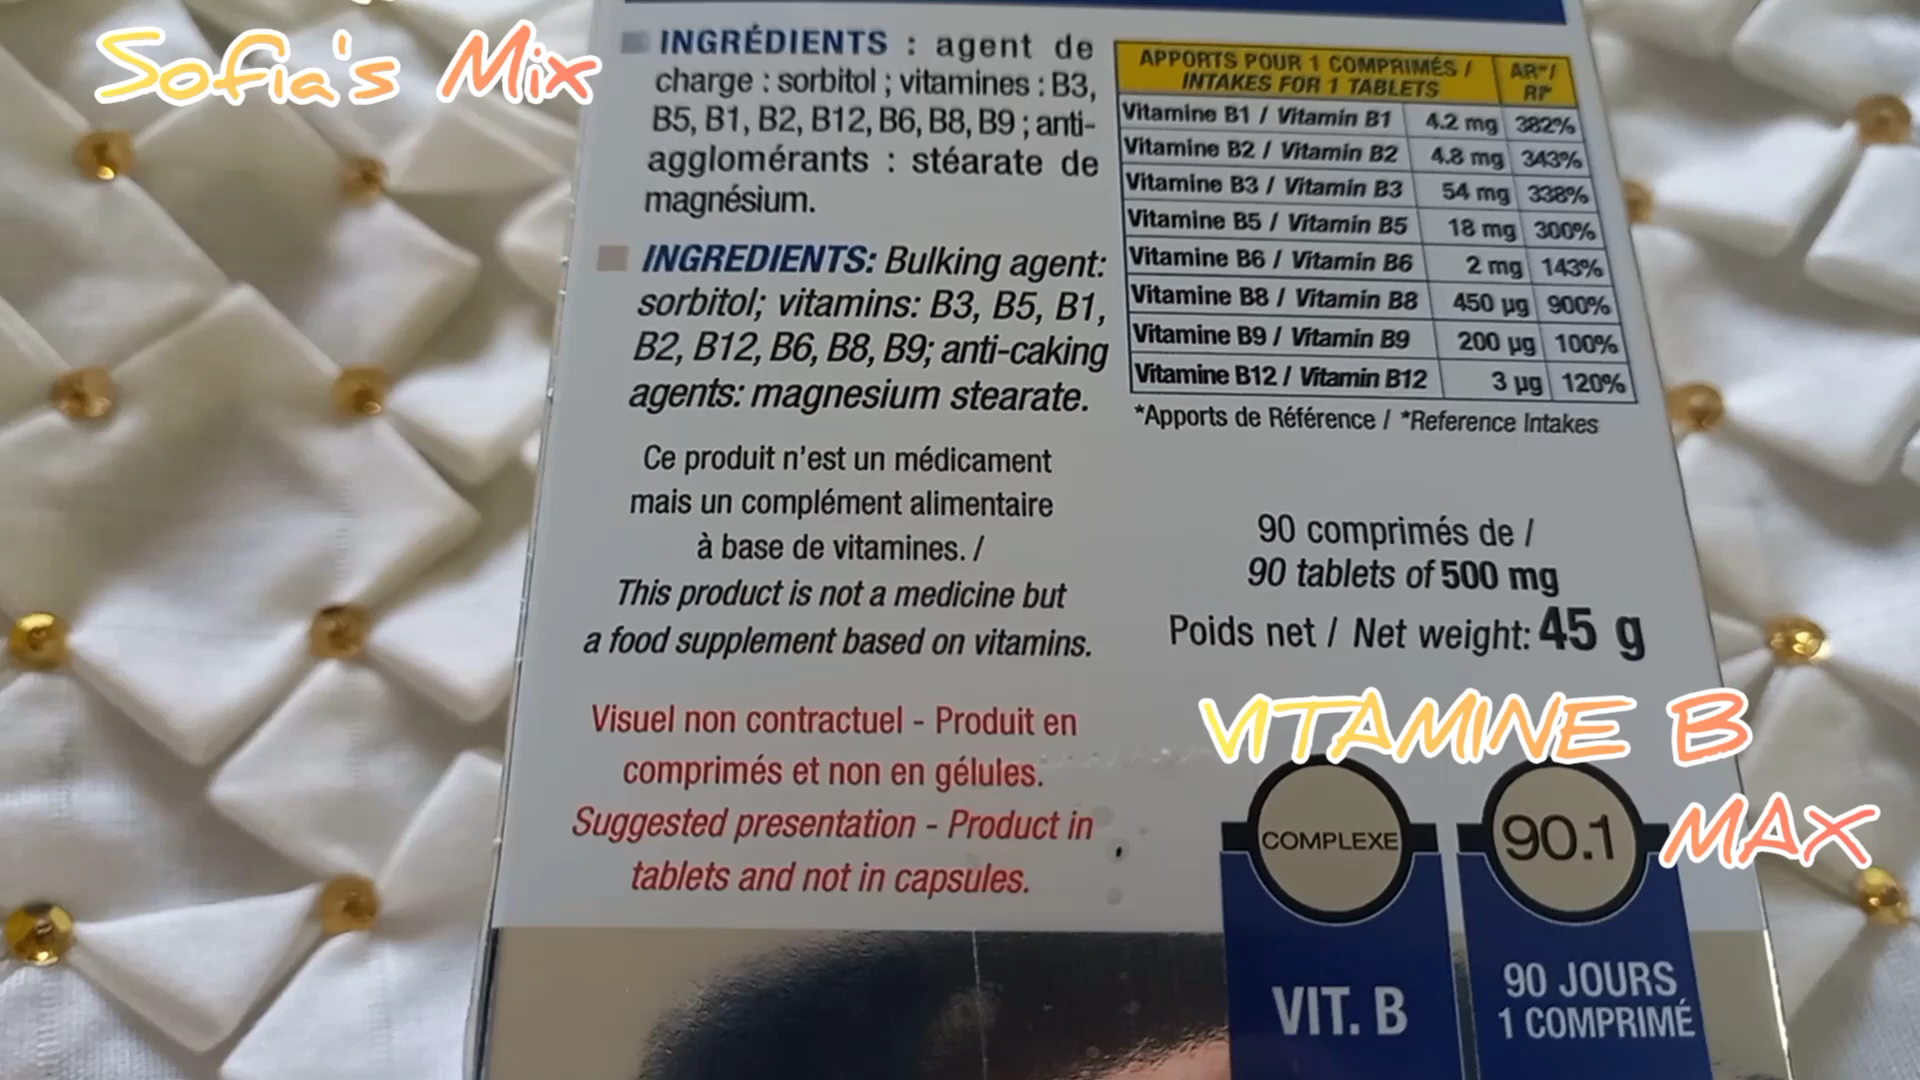 Sofia's Mix
INGRÉDIENTS : agent de
charge : sorbitol ; vitamines : B3,
B5, B1, B2, B12, B6, B8, B9 ; anti-
agglomérants : stéarate de
magnésium.
INGREDIENTS: Bulking agent:
sorbitol; vitamins: B3, B5, B1,
B2, B12, B6, B8, B9; anti-caking
agents: magnesium stearate.
Ce produit n'est un médicament
mais un complément alimentaire
à base de vitamines. /
This product is not a medicine but
a food supplement based on vitamins.
Visuel non contractuel - Produit en
comprimés et non en gélules.
Suggested presentation - Product in
tablets and not in capsules.
APPORTS POUR 1 COMPRIMÉS / AR*/
INTAKES FOR 1 TABLETS RI*
Vitamine B1 / Vitamin B1 4.2 mg 382%
Vitamine B2 / Vitamin B2 4.8 mg 343%
Vitamine B3 / Vitamin B3 54 mg 338%
Vitamine B5 / Vitamin B5 18 mg 300%
Vitamine B6 / Vitamin B6 2 mg 143%
Vitamine B8 / Vitamin B8 450 µg 900%
Vitamine B9 / Vitamin B9 200 µg 100%
Vitamine B12 / Vitamin B12 3 µg 120%
*Apports de Référence / *Reference Intakes
90 comprimés de /
90 tablets of 500 mg
Poids net / Net weight: 45 g
VITAMINE B
MAX
COMPLEXE
VIT. B
90.1
90 JOURS
1 COMPRIMÉ